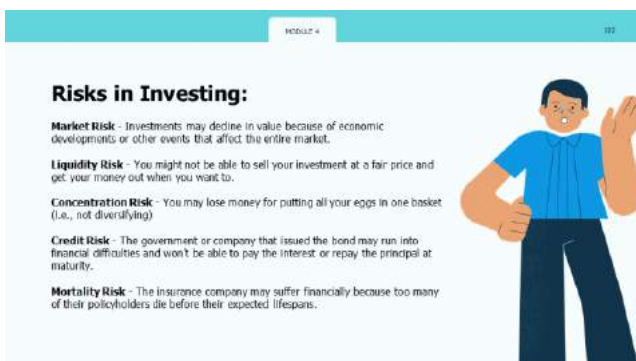 MODULE 4
Risks in Investing:
Market Risk - Investments may decline in value because of economic
developments or other events that affect the entire market.
Liquidity Risk - You might not be able to sell your investment at a fair price and
get your money out when you want to.
Concentration Risk - You may lose money for putting all your eggs in one basket
(i.e., not diversifying)
Credit Risk - The government or company that issued the bond may run into
financial difficulties and won't be able to pay the interest or repay the principal at
maturity.
Mortality Risk - The insurance company may suffer financially because too many
of their policyholders die before their expected lifespans.